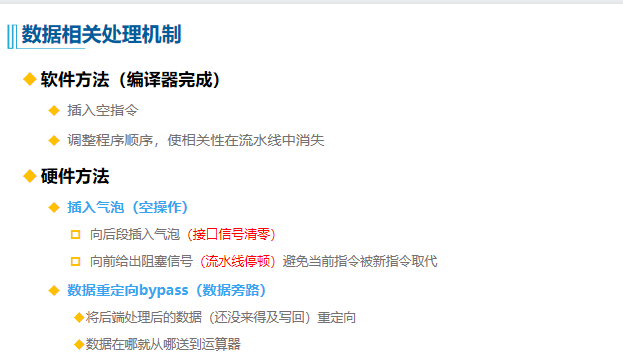 数据相关处理机制
软件方法（编译器完成）
插入空指令
调整程序顺序，使相关性在流水线中消失
硬件方法
插入气泡（空操作）
向后段插入气泡（接口信号清零）
向前给出阻塞信号（流水线停顿）避免当前指令被新指令取代
数据重定向bypass（数据旁路）
将后端处理后的数据（还没来得及写回）重定向
数据在哪就从哪送到运算器